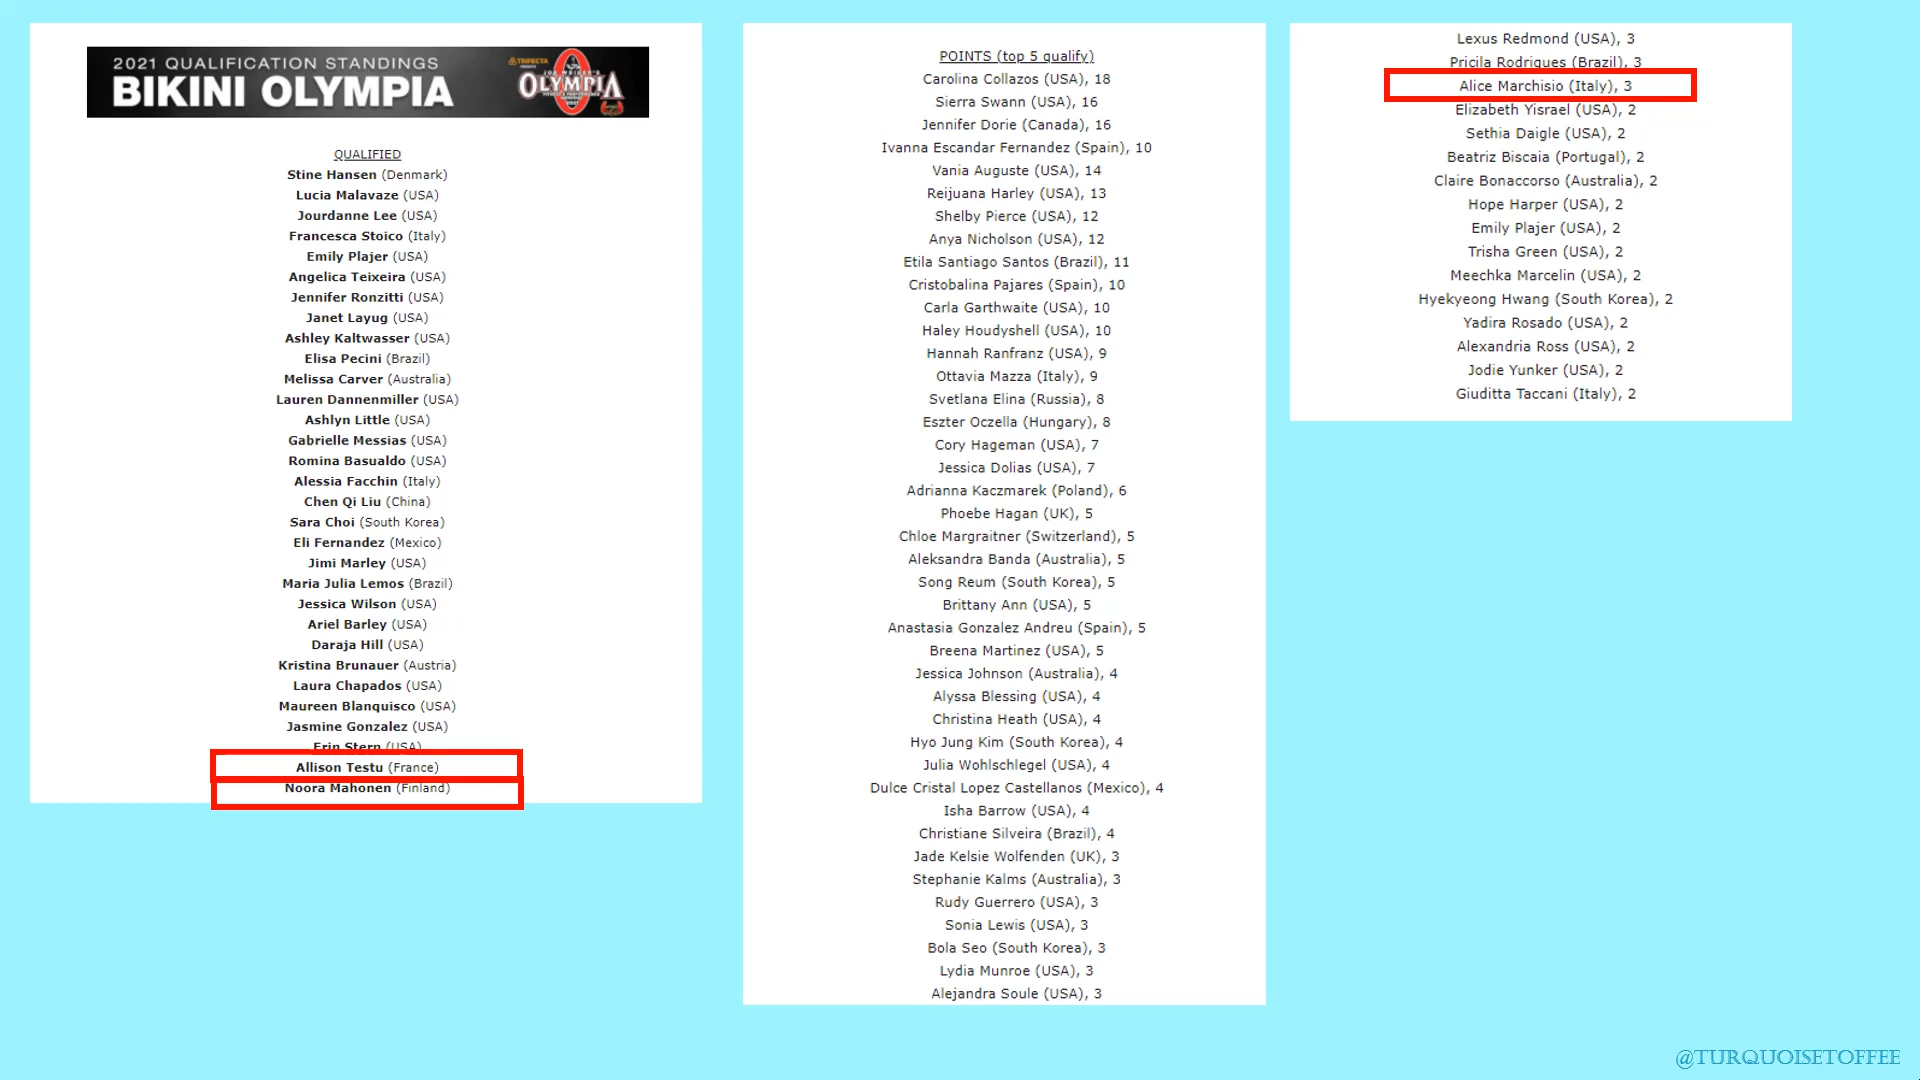 2021 QUALIFICATION STANDINGS
BIKINI OLYMPIA
TRIFECTA
JOE WEIDER'S
OLYMPIA
QUALIFIED
Stine Hansen (Denmark)
Lucia Malavaze (USA)
Jourdanne Lee (USA)
Francesca Stoico (Italy)
Emily Plajer (USA)
Angelica Teixeira (USA)
Jennifer Ronzitti (USA)
Janet Layug (USA)
Ashley Kaltwasser (USA)
Elisa Pecini (Brazil)
Melissa Carver (Australia)
Lauren Dannenmiller (USA)
Ashlyn Little (USA)
Gabrielle Messias (USA)
Romina Basualdo (USA)
Alessia Facchin (Italy)
Chen Qi Liu (China)
Sara Choi (South Korea)
Eli Fernandez (Mexico)
Jimi Marley (USA)
Maria Julia Lemos (Brazil)
Jessica Wilson (USA)
Ariel Barley (USA)
Daraja Hill (USA)
Kristina Brunauer (Austria)
Laura Chapados (USA)
Maureen Blanquisco (USA)
Jasmine Gonzalez (USA)
Erin Stern (USA)
Allison Testu (France)
Noora Mahonen (Finland)
POINTS (top 5 qualify)
Carolina Collazos (USA), 18
Sierra Swann (USA), 16
Jennifer Dorie (Canada), 16
Ivanna Escandar Fernandez (Spain), 10
Vania Auguste (USA), 14
Reijuana Harley (USA), 13
Shelby Pierce (USA), 12
Anya Nicholson (USA), 12
Etila Santiago Santos (Brazil), 11
Cristobalina Pajares (Spain), 10
Carla Garthwaite (USA), 10
Haley Houdyshell (USA), 10
Hannah Ranfranz (USA), 9
Ottavia Mazza (Italy), 9
Svetlana Elina (Russia), 8
Eszter Oczella (Hungary), 8
Cory Hageman (USA), 7
Jessica Dolias (USA), 7
Adrianna Kaczmarek (Poland), 6
Phoebe Hagan (UK), 5
Chloe Margraitner (Switzerland), 5
Aleksandra Banda (Australia), 5
Song Reum (South Korea), 5
Brittany Ann (USA), 5
Anastasia Gonzalez Andreu (Spain), 5
Breena Martinez (USA), 5
Jessica Johnson (Australia), 4
Alyssa Blessing (USA), 4
Christina Heath (USA), 4
Hyo Jung Kim (South Korea), 4
Julia Wohlschlegel (USA), 4
Dulce Cristal Lopez Castellanos (Mexico), 4
Isha Barrow (USA), 4
Christiane Silveira (Brazil), 4
Jade Kelsie Wolfenden (UK), 3
Stephanie Kalms (Australia), 3
Rudy Guerrero (USA), 3
Sonia Lewis (USA), 3
Bola Seo (South Korea), 3
Lydia Munroe (USA), 3
Alejandra Soule (USA), 3
Lexus Redmond (USA), 3
Pricila Rodrigues (Brazil), 3
Alice Marchisio (Italy), 3
Elizabeth Yisrael (USA), 2
Sethia Daigle (USA), 2
Beatriz Biscaia (Portugal), 2
Claire Bonaccorso (Australia), 2
Hope Harper (USA), 2
Emily Plajer (USA), 2
Trisha Green (USA), 2
Meechka Marcelin (USA), 2
Hyekyeong Hwang (South Korea), 2
Yadira Rosado (USA), 2
Alexandria Ross (USA), 2
Jodie Yunker (USA), 2
Giuditta Taccani (Italy), 2
@TURQUOISETOFFEE